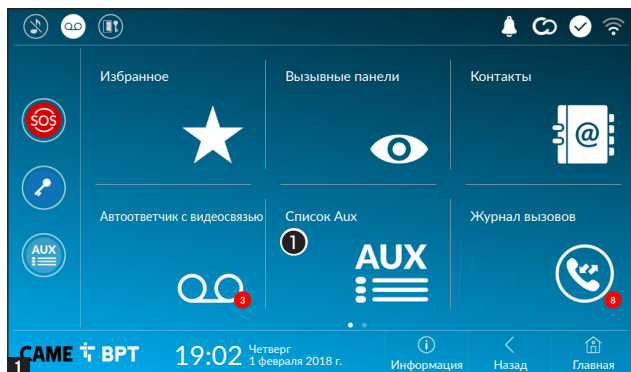 Избранное
Вызывные панели
Контакты
SOS
@
Автоответчик с видеосвязью
Список Aux
Журнал вызовов
AUX
1
AUX
3
8
CAME BPT
19:02
Четверг
1 февраля 2018 г.
Информация
Назад
Главная
1